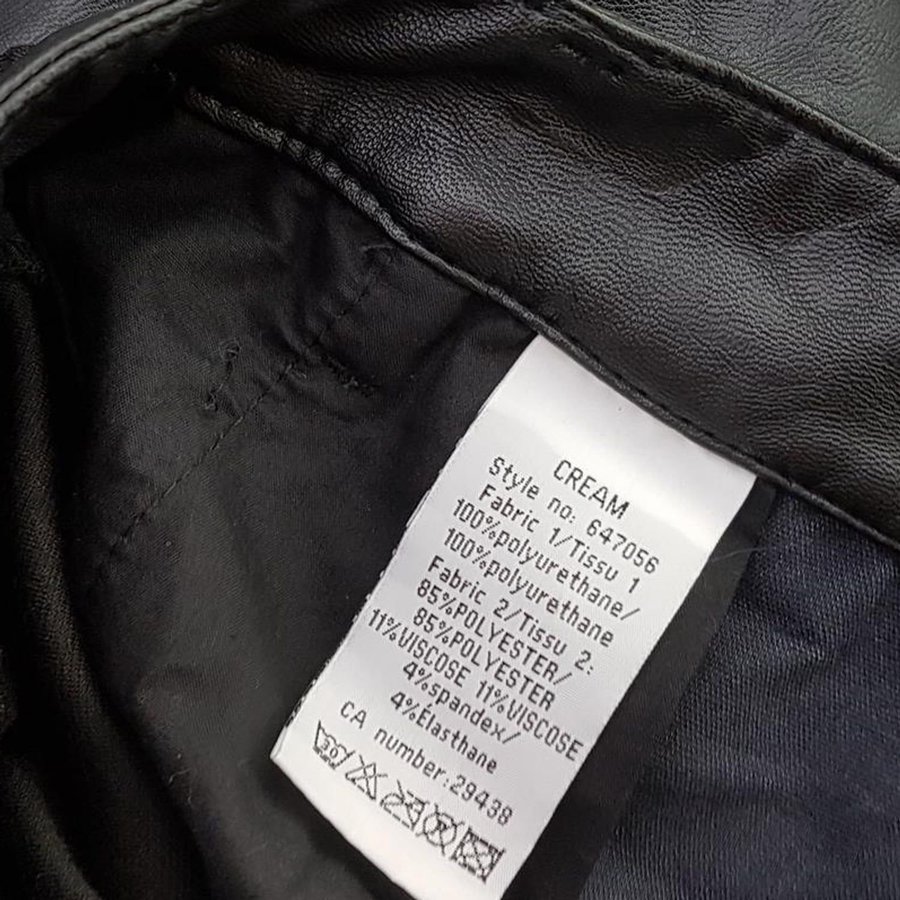 CREAM
Style no: 647056
Fabric 1/Tissu 1
100%polyurethane/
100%polyurethane
Fabric 2/Tissu 2:
85%POLYESTER/
85%POLYESTER
11%VISCOSE 11%VISCOSE
4%spandex/
4%Élasthane
CA number:29438
30
P